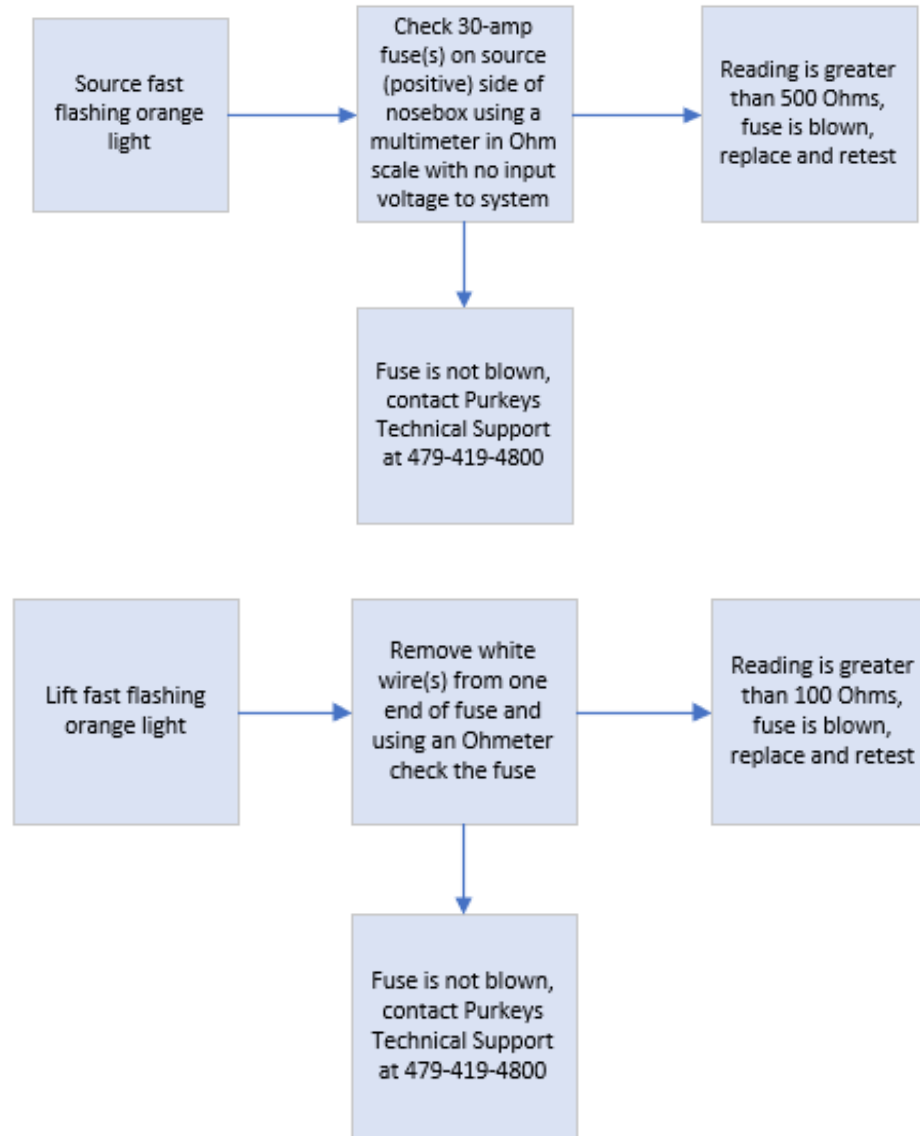 Source fast
flashing orange
light
Check 30-amp
fuse(s) on source
(positive) side of
nosebox using a
multimeter in Ohm
scale with no input
voltage to system
Reading is greater
than 500 Ohms,
fuse is blown,
replace and retest
Fuse is not blown,
contact Purkeys
Technical Support
at 479-419-4800
Lift fast flashing
orange light
Remove white
wire(s) from one
end of fuse and
using an Ohmeter
check the fuse
Reading is greater
than 100 Ohms,
fuse is blown,
replace and retest
Fuse is not blown,
contact Purkeys
Technical Support
at 479-419-4800